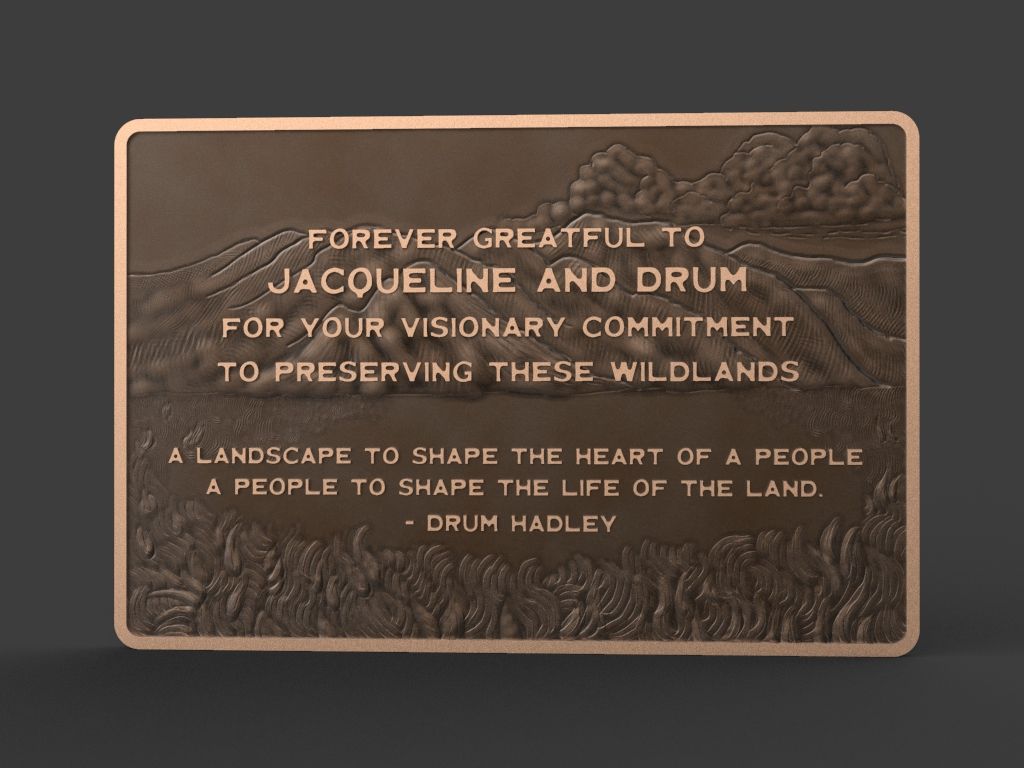 FOREVER GREATFUL TO
JACQUELINE AND DRUM
FOR YOUR VISIONARY COMMITMENT
TO PRESERVING THESE WILDLANDS
A LANDSCAPE TO SHAPE THE HEART OF A PEOPLE
A PEOPLE TO SHAPE THE LIFE OF THE LAND.
- DRUM HADLEY